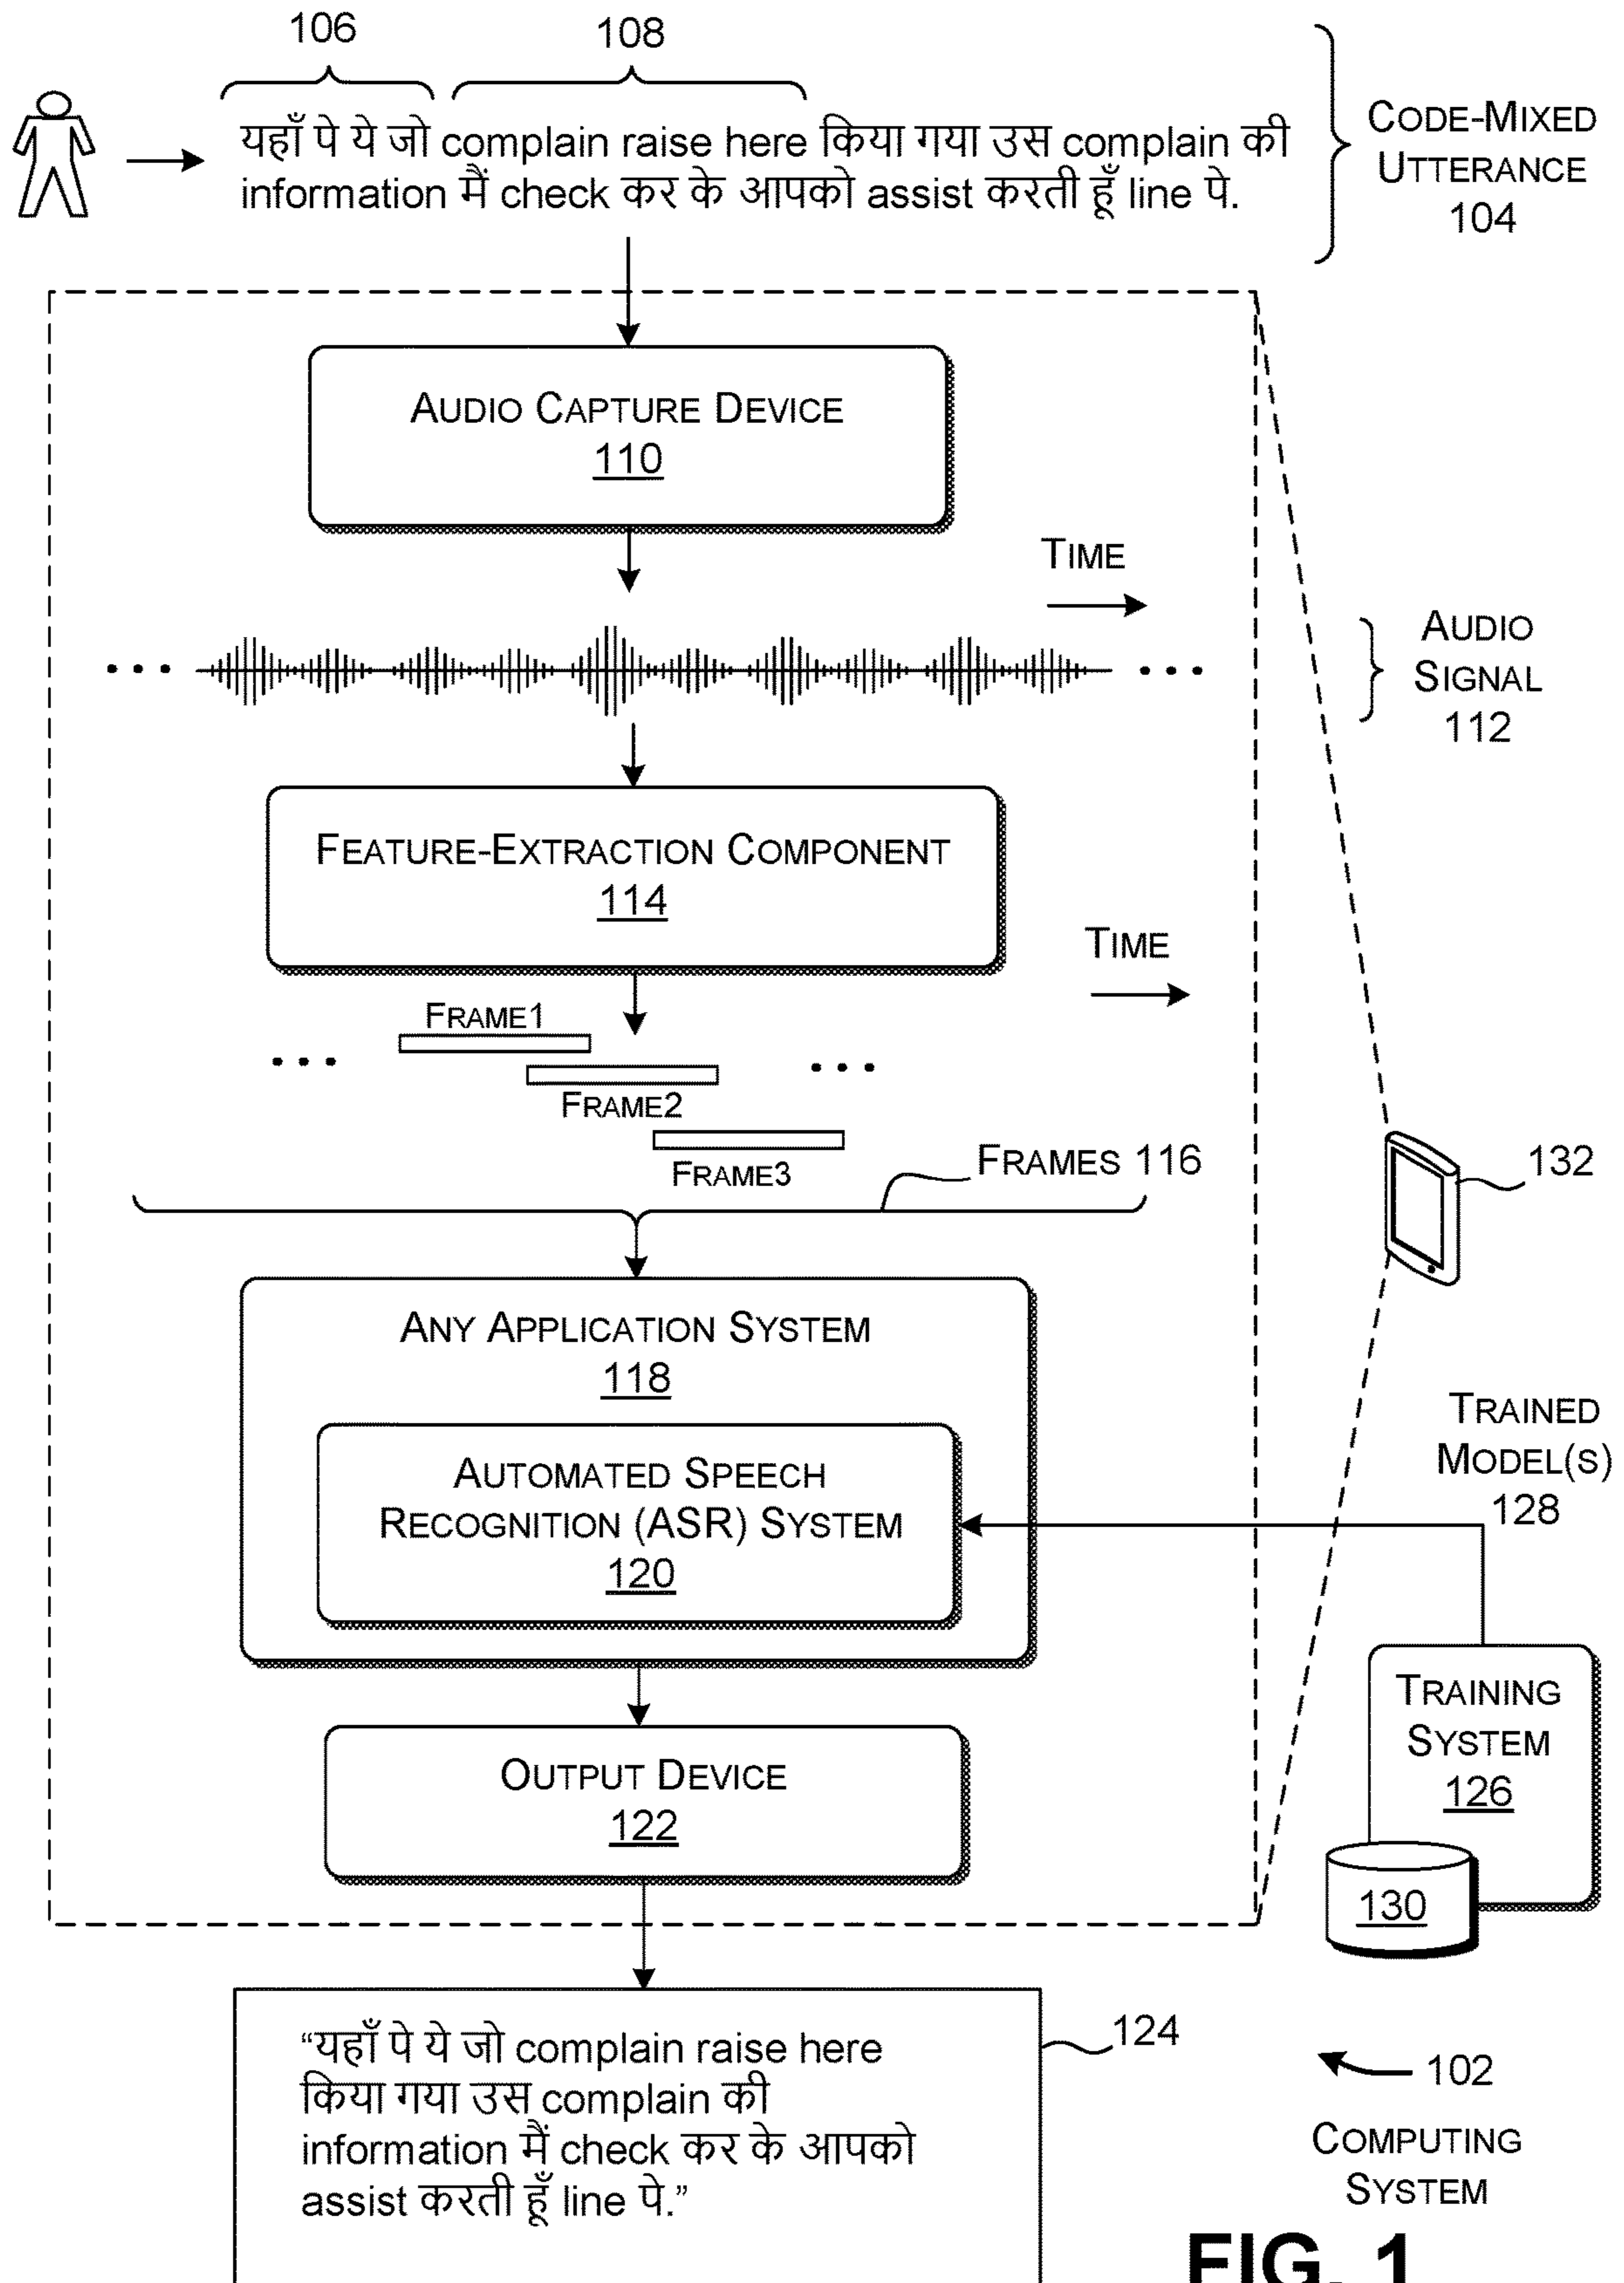 106
108
यहाँ पे ये जो complain raise here किया गया उस complain की
information मैं check कर के आपको assist करती हूँ line पे.
CODE-MIXED
UTTERANCE
104
AUDIO CAPTURE DEVICE
110
TIME
AUDIO
SIGNAL
112
FEATURE-EXTRACTION COMPONENT
114
TIME
FRAME1
FRAME2
FRAME3
FRAMES 116
132
ANY APPLICATION SYSTEM
118
AUTOMATED SPEECH
RECOGNITION (ASR) SYSTEM
120
TRAINED
MODEL(S)
128
TRAINING
SYSTEM
126
130
OUTPUT DEVICE
122
“यहाँ पे ये जो complain raise here
किया गया उस complain की
information मैं check कर के आपको
assist करती हूँ line पे.”
124
102
COMPUTING
SYSTEM
FIG. 1